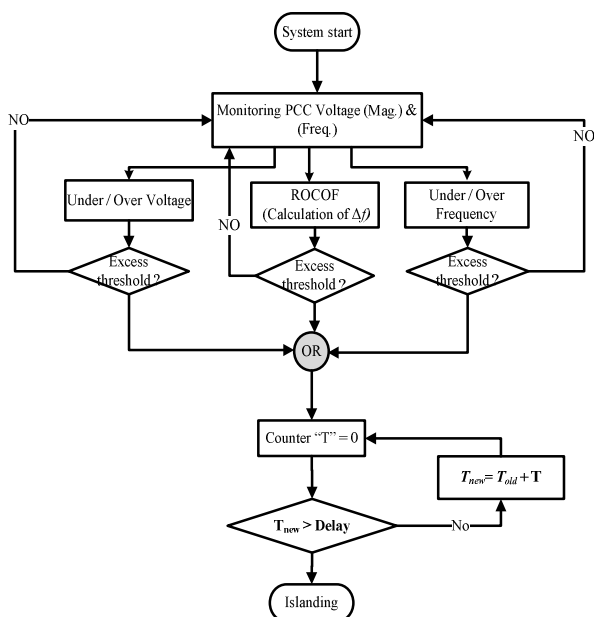 System start
Monitoring PCC Voltage (Mag.) &
(Freq.)
NO
NO
Under / Over Voltage
ROCOF
(Calculation of Δf)
Under / Over
Frequency
NO
Excess
threshold ?
Excess
threshold ?
Excess
threshold ?
OR
Counter “T” = 0
Tnew= Told + T
Tnew > Delay
No
Islanding